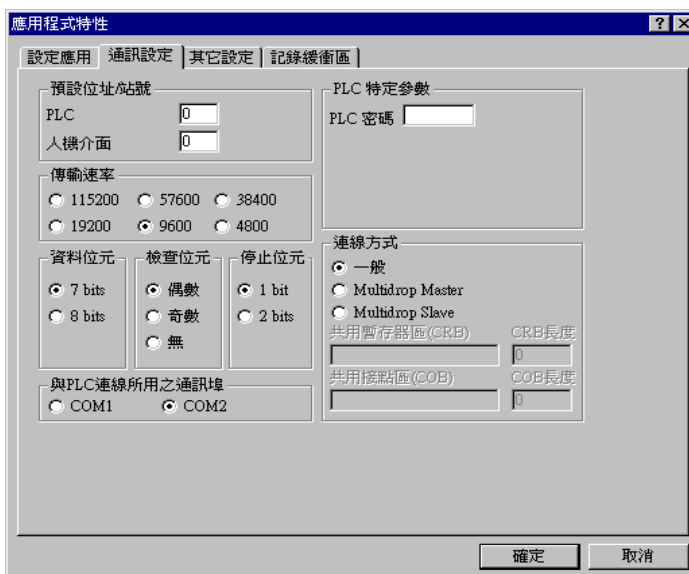 應用程式特性
設定應用 通訊設定 其它設定 記錄緩衝區
預設位址/站號
PLC 0
人機介面 0
傳輸速率
115200 57600 38400
19200 9600 4800
資料位元 檢查位元 停止位元
7 bits 偶數 1 bit
8 bits 奇數 2 bits
無
與PLC連線所用之通訊埠
COM1 COM2
PLC 特定參數
PLC 密碼
連線方式
一般
Multidrop Master
Multidrop Slave
共用暫存器區(CRB) CRB長度
0
共用接點區(COB) COB長度
0
確定 取消